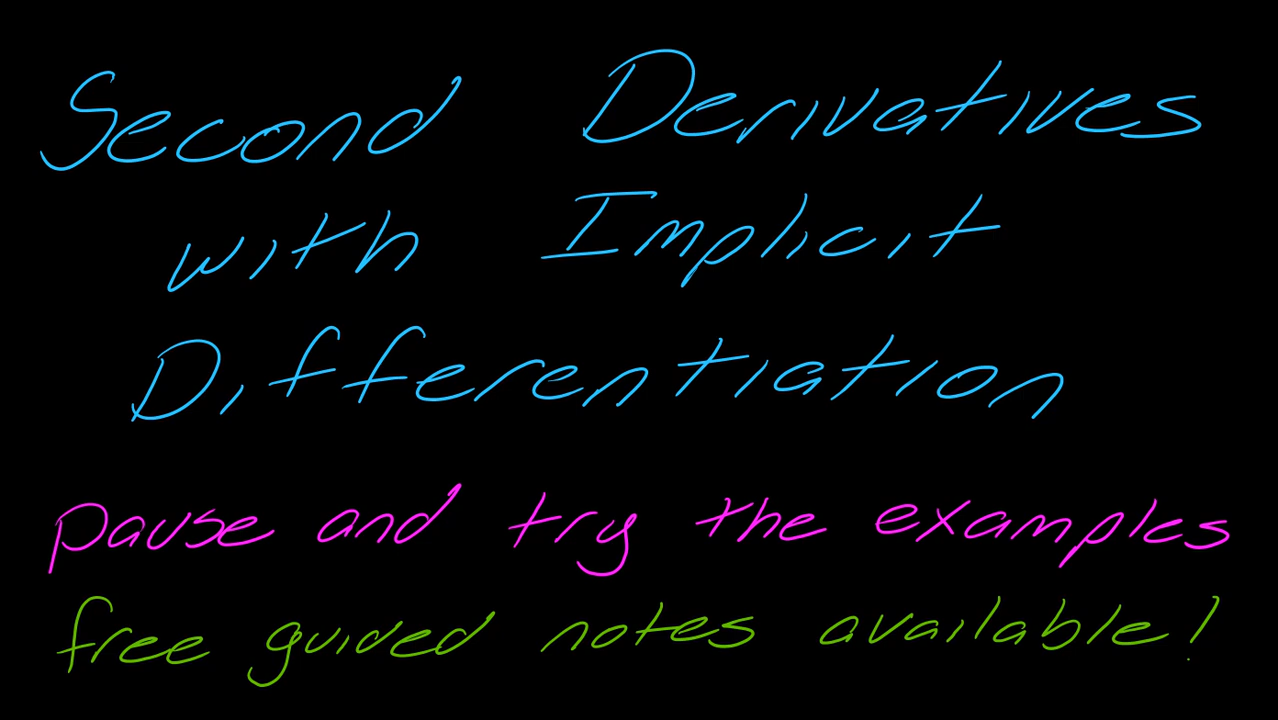 Second Derivatives
with Implicit
Differentiation
pause and try the examples
free guided notes available!